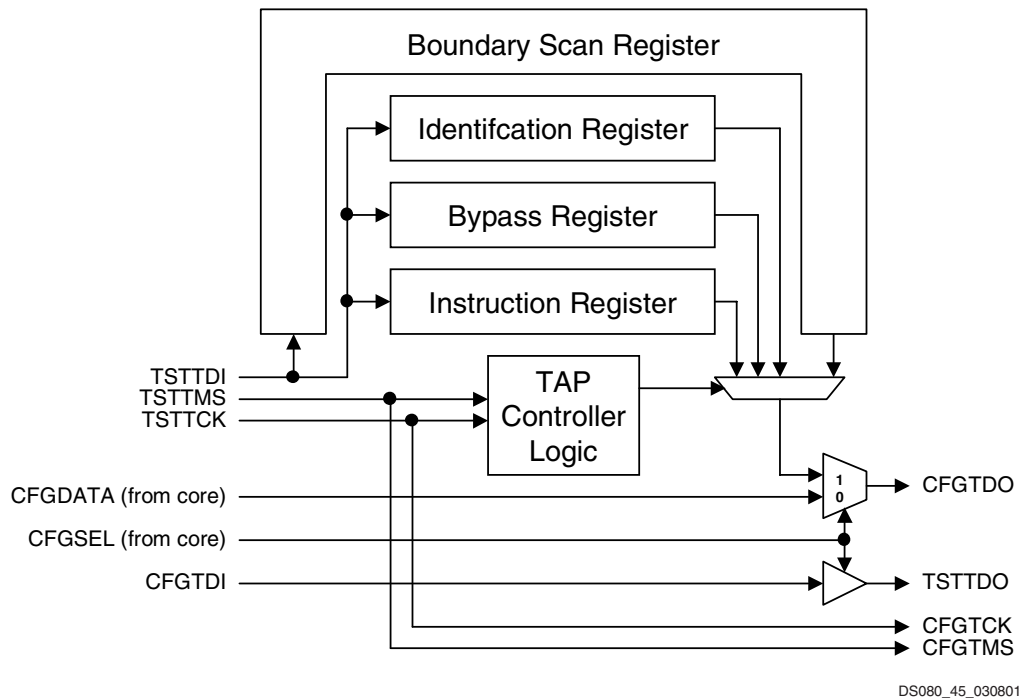 Boundary Scan Register
Identifcation Register
Bypass Register
Instruction Register
TSTTDI
TSTTMS
TSTTCK
TAP
Controller
Logic
CFGDATA (from core)
1
0
CFGTDO
CFGSEL (from core)
CFGTDI
TSTTDO
CFGTCK
CFGTMS
DS080_45_030801